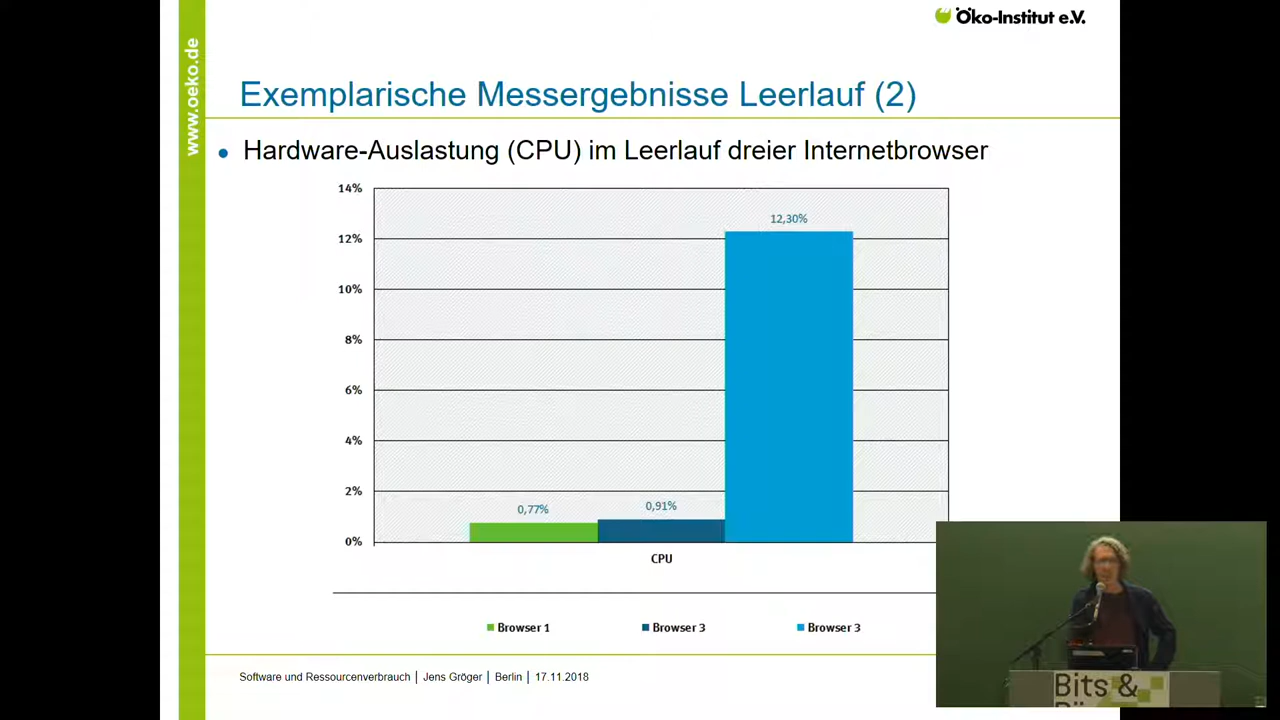 Öko-Institut e.V.
www.oeko.de
Exemplarische Messergebnisse Leerlauf (2)
• Hardware-Auslastung (CPU) im Leerlauf dreier Internetbrowser
14%
12%
10%
8%
6%
4%
2%
0%
0,77%
0,91%
12,30%
CPU
Browser 1
Browser 3
Browser 3
Software und Ressourcenverbrauch │ Jens Gröger │ Berlin │ 17.11.2018
Bits &